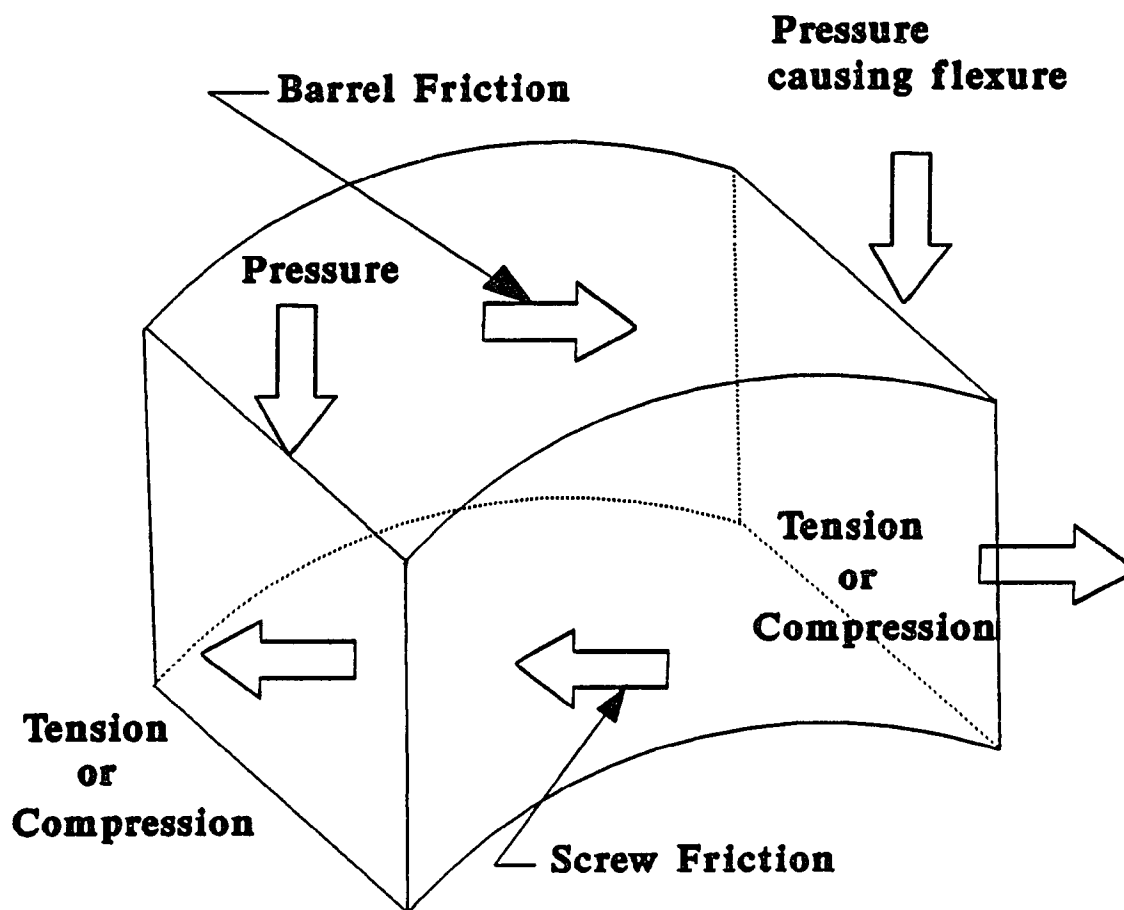 Pressure
causing flexure
Barrel Friction
Pressure
Tension
or
Compression
Tension
or
Compression
Screw Friction